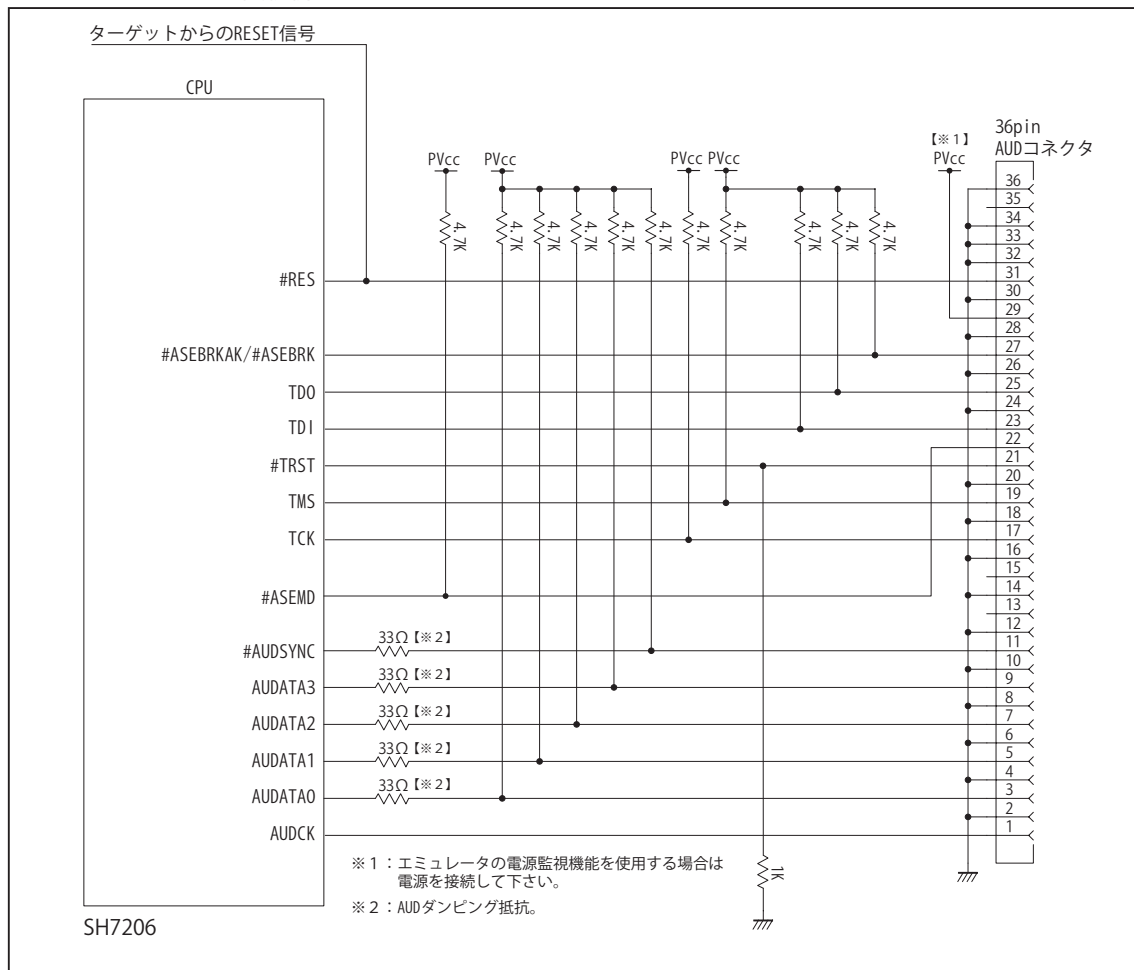 ターゲットからのRESET信号
CPU
36pin
AUDコネクタ
【※1】
PVcc
PVcc
PVcc
PVcc
PVcc
4.7K
4.7K
4.7K
4.7K
4.7K
4.7K
4.7K
4.7K
4.7K
4.7K
4.7K
36
35
34
33
32
#RES
31
30
29
28
#ASEBRKAK/#ASEBRK
27
26
TDO
25
24
TDI
23
22
#TRST
21
20
TMS
19
18
TCK
17
16
15
#ASEMD
14
13
12
#AUDSYNC
33Ω【※2】
11
10
AUDATA3
33Ω【※2】
9
8
AUDATA2
33Ω【※2】
7
6
AUDATA1
33Ω【※2】
5
4
AUDATA0
33Ω【※2】
3
2
AUDCK
1
1K
※1：エミュレータの電源監視機能を使用する場合は
電源を接続して下さい。
※2：AUDダンピング抵抗。
SH7206